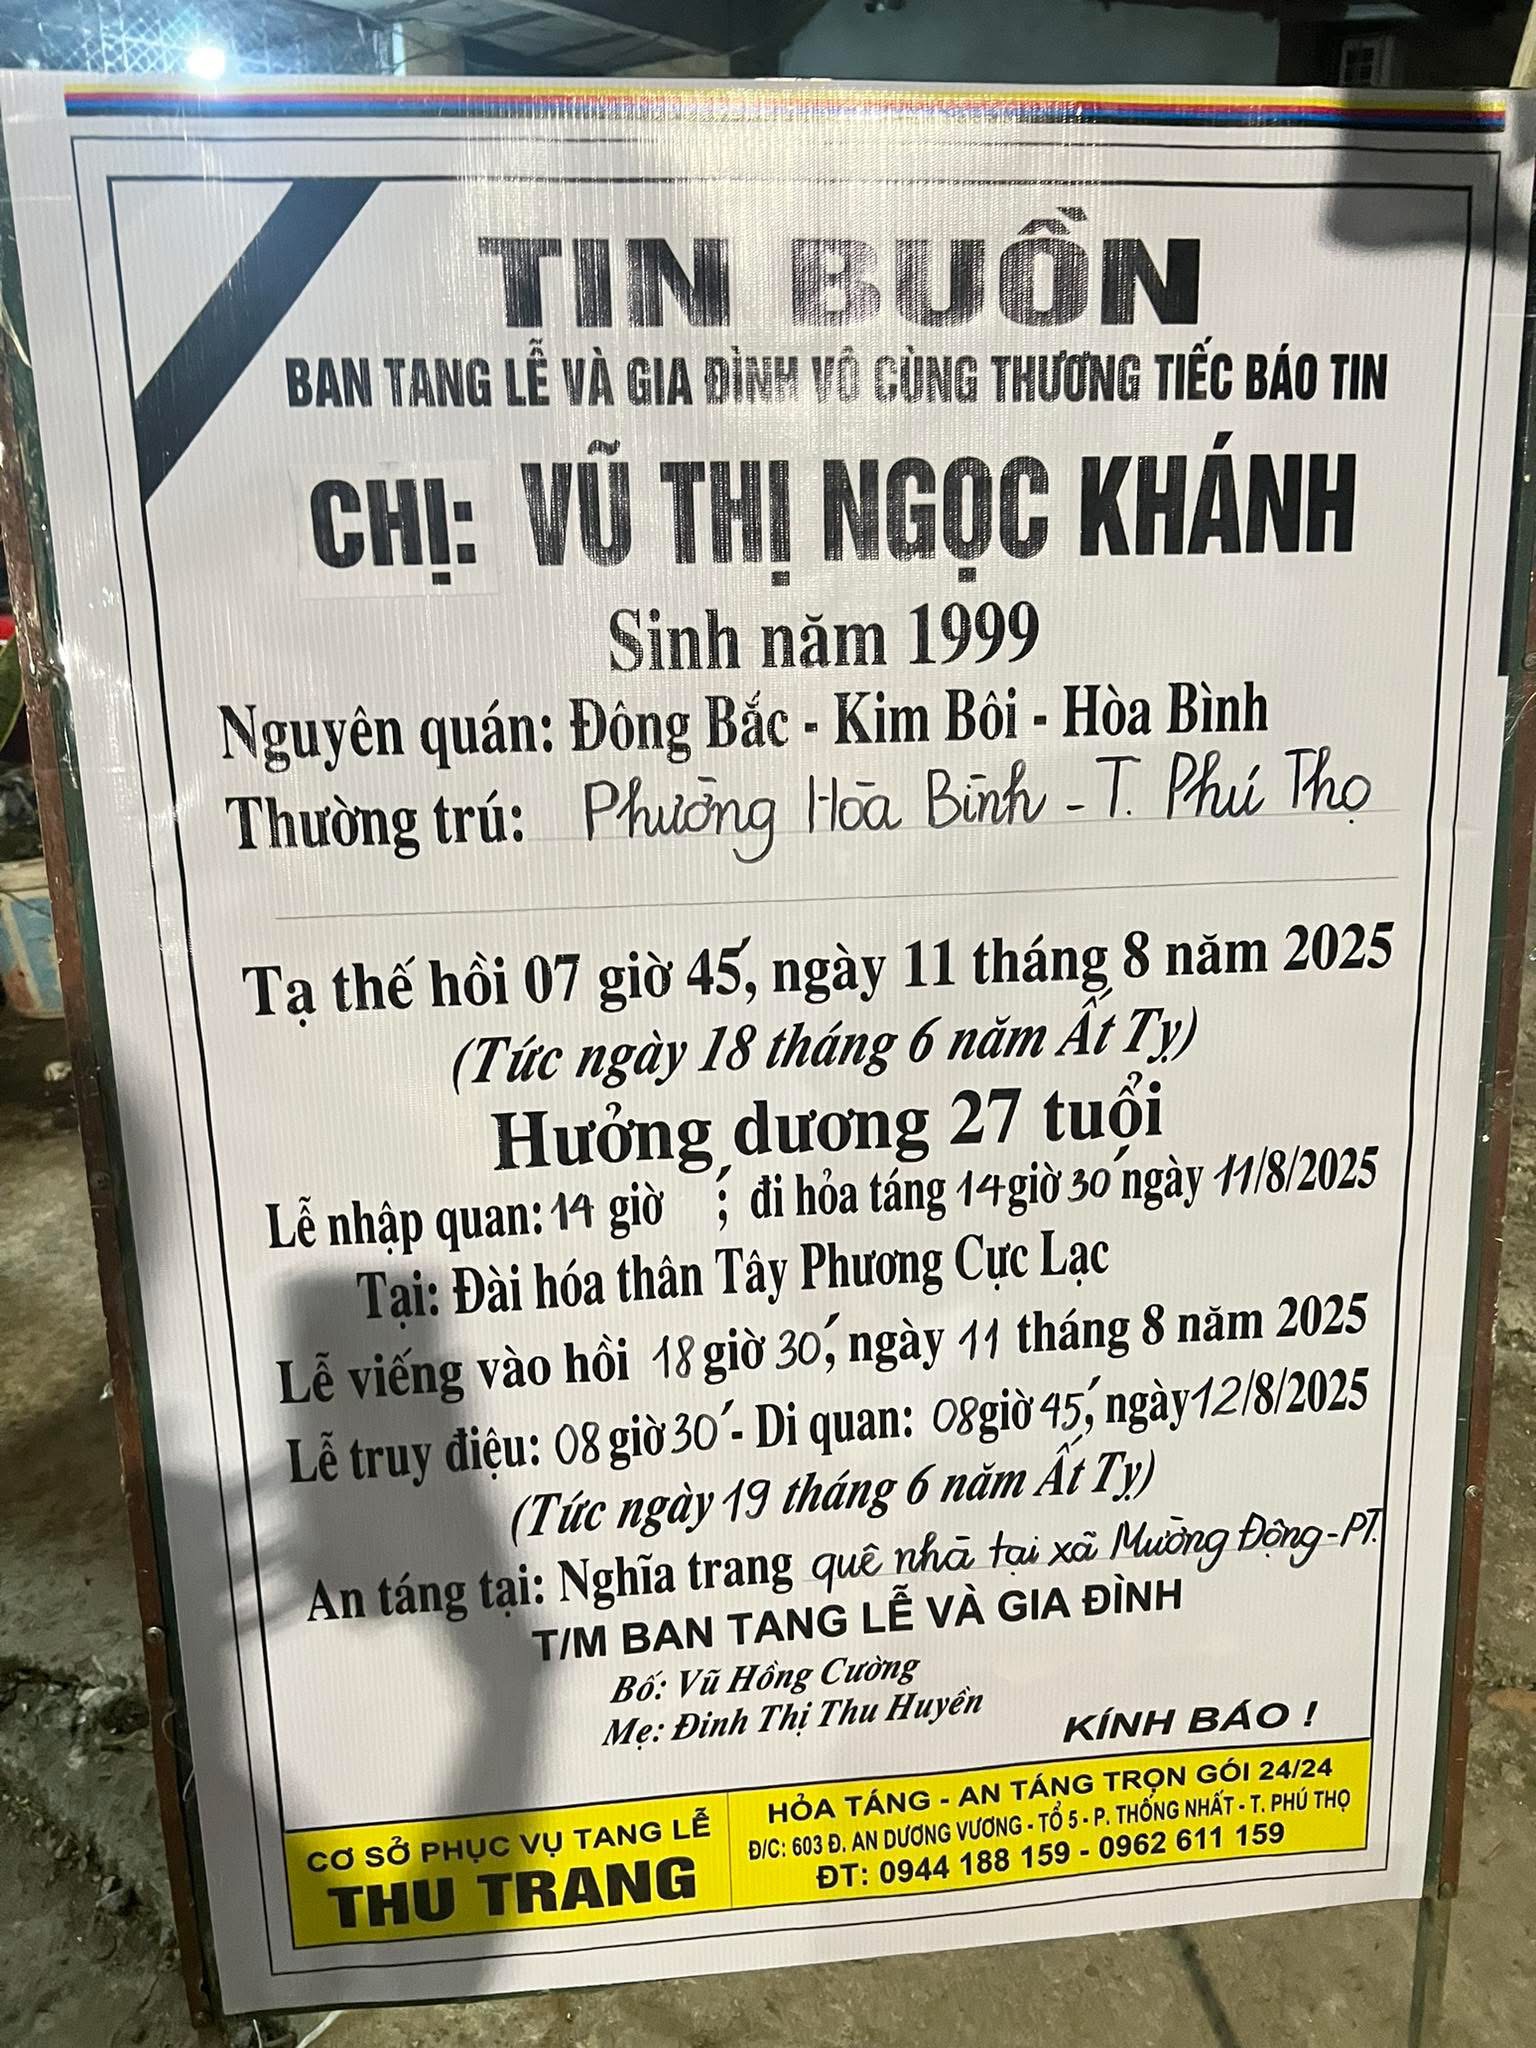 TIN BUỒN
BAN TANG LỄ VÀ GIA ĐÌNH VÔ CÙNG THƯƠNG TIẾC BÁO TIN
CHỊ: VŨ THỊ NGỌC KHÁNH
Sinh năm 1999
Nguyên quán: Đông Bắc - Kim Bôi - Hòa Bình
Thường trú: Phường Hòa Bình - T. Phú Thọ
Tạ thế hồi 07 giờ 45', ngày 11 tháng 8 năm 2025
(Tức ngày 18 tháng 6 năm Ất Tỵ)
Hưởng dương 27 tuổi
Lễ nhập quan: 14 giờ ' ; đi hỏa táng 14 giờ 30' ngày 11/8/2025
Tại: Đài hóa thân Tây Phương Cực Lạc
Lễ viếng vào hồi 18 giờ 30', ngày 11 tháng 8 năm 2025
Lễ truy điệu: 08 giờ 30' - Di quan: 08 giờ 45', ngày 12/8/2025
(Tức ngày 19 tháng 6 năm Ất Tỵ)
An táng tại: Nghĩa trang quê nhà tại xã Mường Động - PT.
T/M BAN TANG LỄ VÀ GIA ĐÌNH
Bố: Vũ Hồng Cường
Mẹ: Đinh Thị Thu Huyền
KÍNH BÁO !
CƠ SỞ PHỤC VỤ TANG LỄ
THU TRANG
HỎA TÁNG - AN TÁNG TRỌN GÓI 24/24
Đ/C: 603 Đ. AN DƯƠNG VƯƠNG - TỔ 5 - P. THỐNG NHẤT - T. PHÚ THỌ
ĐT: 0944 188 159 - 0962 611 159